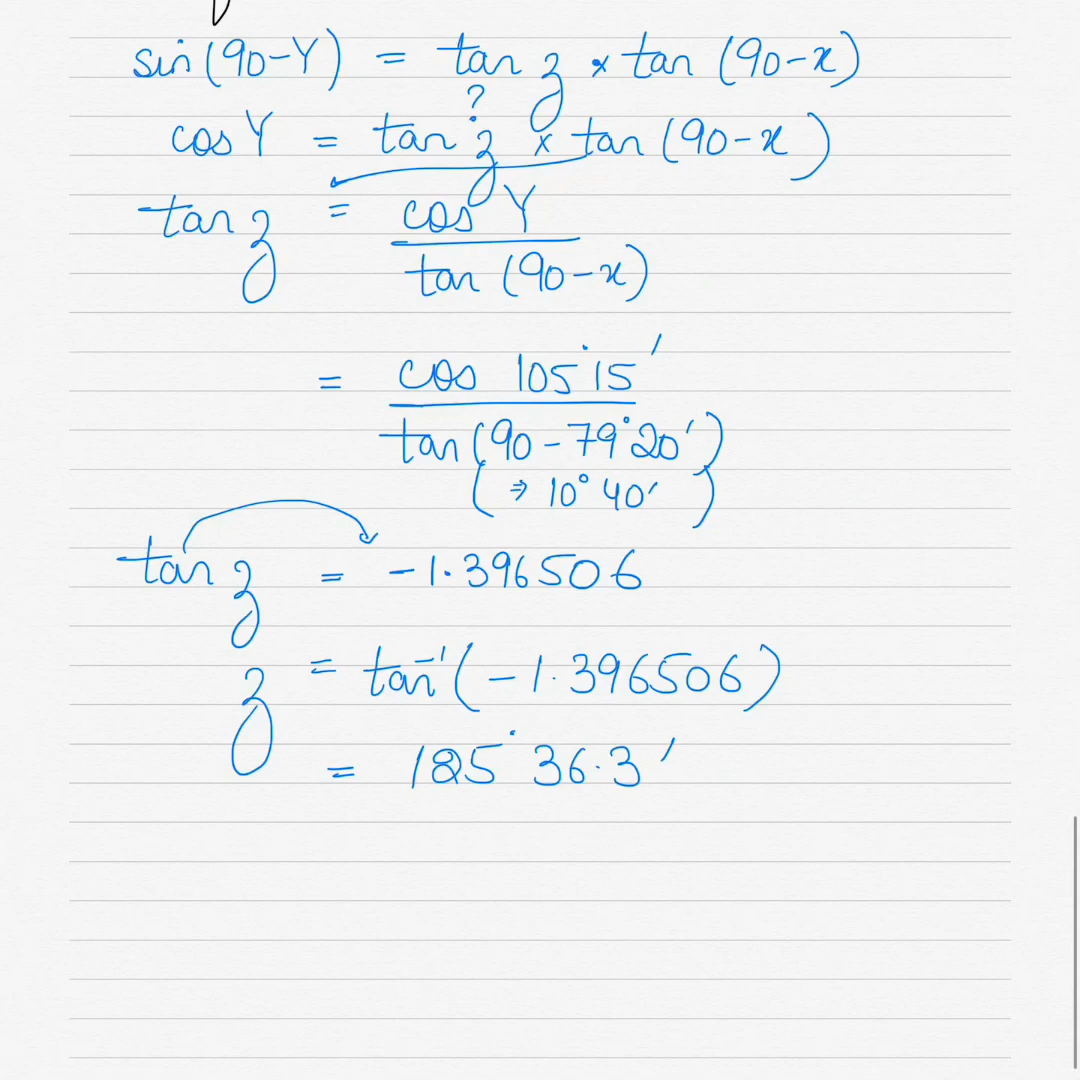 sin (90-Y) = tan z × tan (90-x)
?
cos Y = tan z × tan (90-x)
tan z = cos Y
tan (90-x)
= cos 105°15'
tan (90-79°20')
(⇒ 10° 40')
tan z = -1.396506
z = tan⁻¹(-1.396506)
= 125° 36.3'